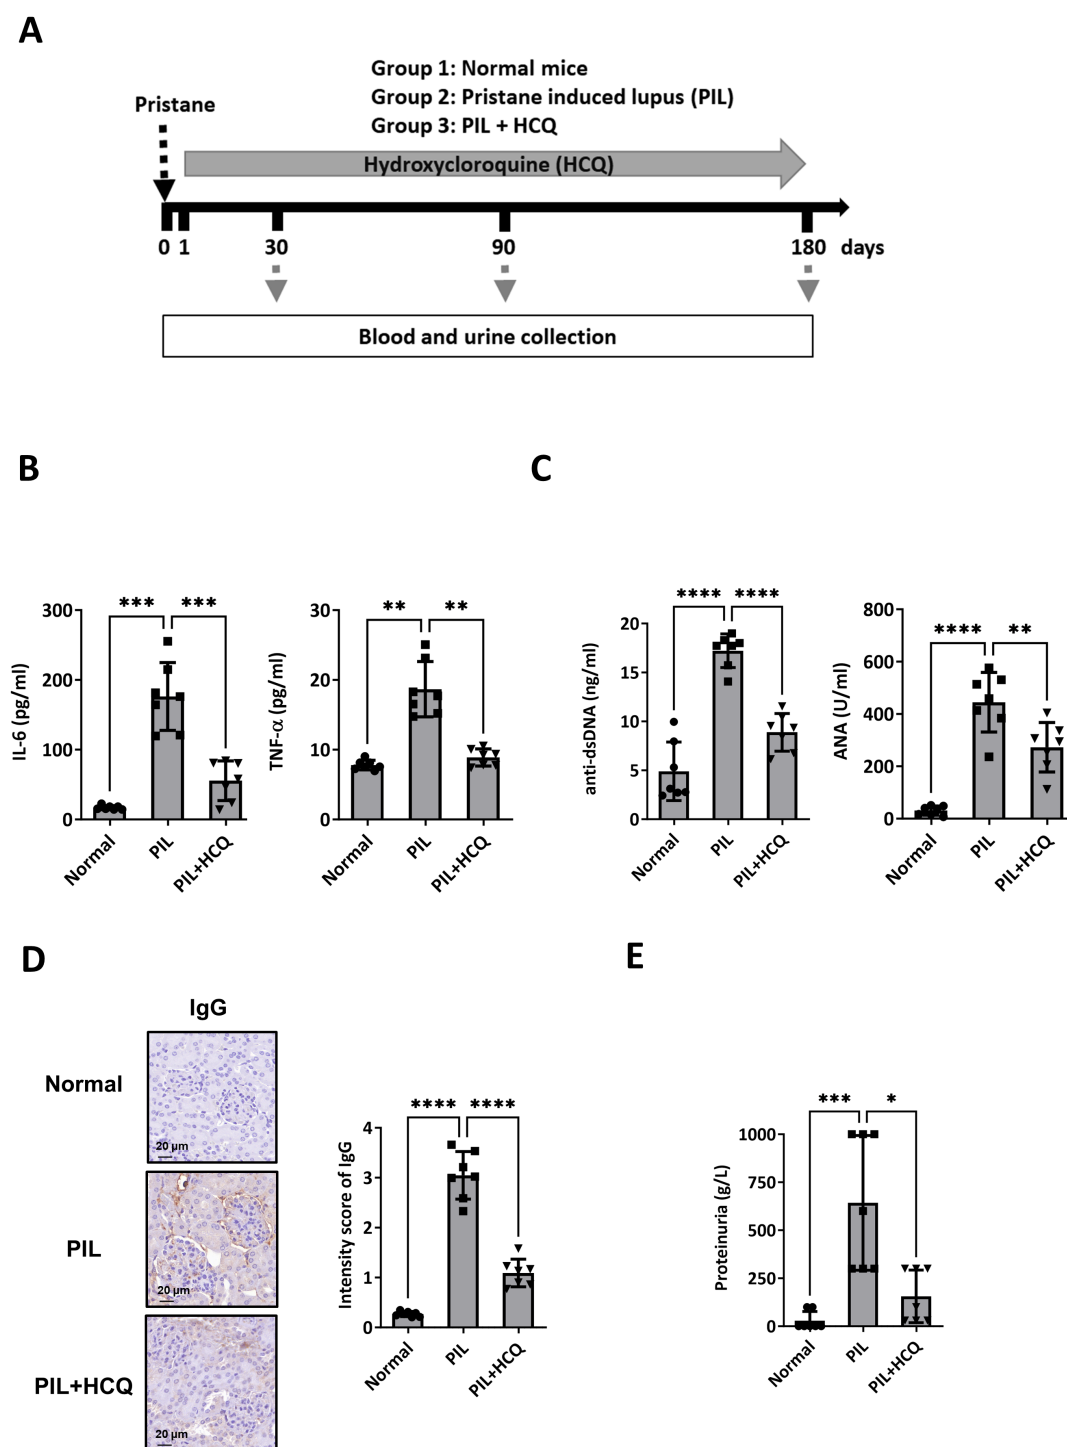 A
Group 1: Normal mice
Group 2: Pristane induced lupus (PIL)
Group 3: PIL + HCQ
Pristane
Hydroxycloroquine (HCQ)
0 1 30 90 180 days
Blood and urine collection
B
IL-6 (pg/ml)
300
200
100
0
*** ***
Normal PIL PIL+HCQ
TNF-α (pg/ml)
30
20
10
0
** **
Normal PIL PIL+HCQ
C
anti-dsDNA (ng/ml)
20
15
10
5
0
**** ****
Normal PIL PIL+HCQ
ANA (U/ml)
800
600
400
200
0
**** **
Normal PIL PIL+HCQ
D
IgG
Normal
20 µm
PIL
20 µm
PIL+HCQ
20 µm
Intensity score of IgG
4
3
2
1
0
**** ****
Normal PIL PIL+HCQ
E
Proteinuria (g/L)
1000
750
500
250
0
*** *
Normal PIL PIL+HCQ